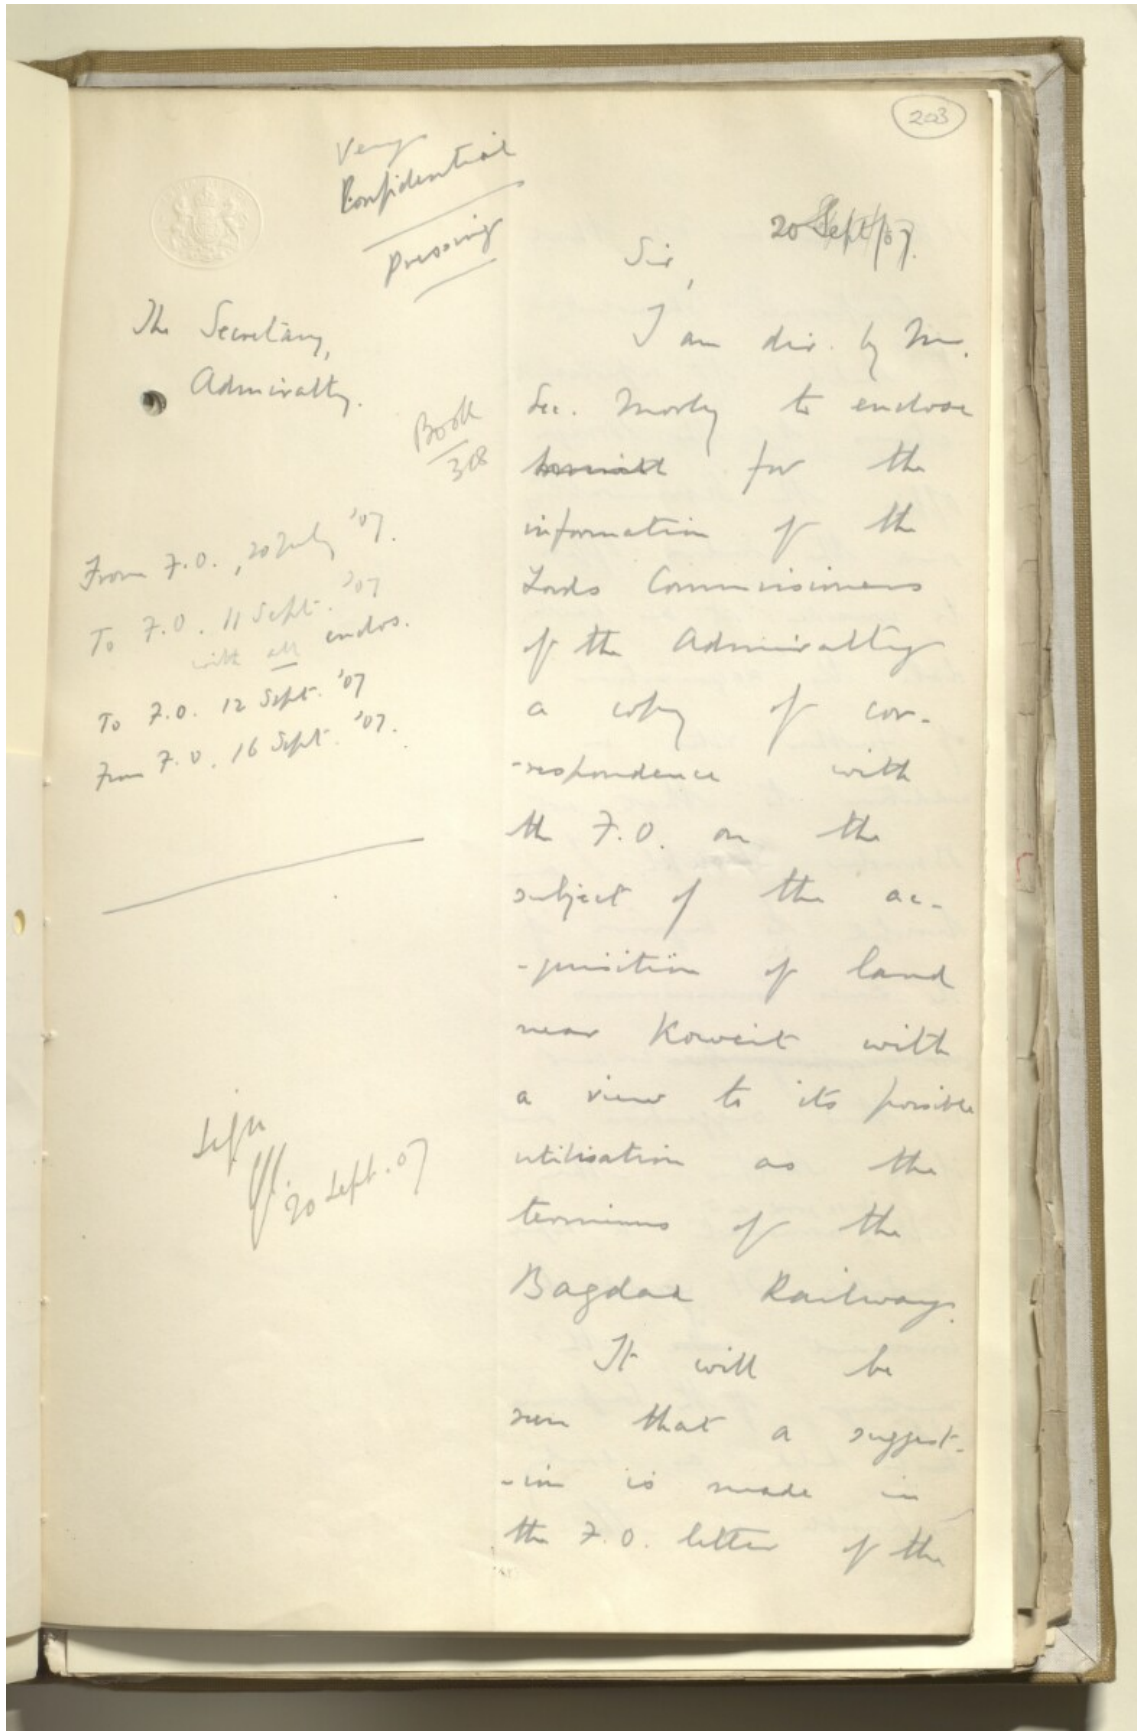 203
Very
Confidential
Pressing
20 Sept/07.
The Secretary,
Admiralty.
Book
308
From F.O., 20 July '07.
To F.O. 11 Sept. '07
with all enclos.
To F.O. 12 Sept. '07
From F.O. 16 Sept. '07.
20 Sept. 07
Sir,
I am dir. by Mr.
Sec. Morley to enclose
for the
information of the
Lords Commissioners
of the Admiralty
a copy of cor-
-respondence with
the F.O. on the
subject of the ac-
-quisition of land
near Koweit with
a view to its possible
utilisation as the
terminus of the
Bagdad Railway.
It will be
seen that a suggest-
-ion is made in
the F.O. letter of the